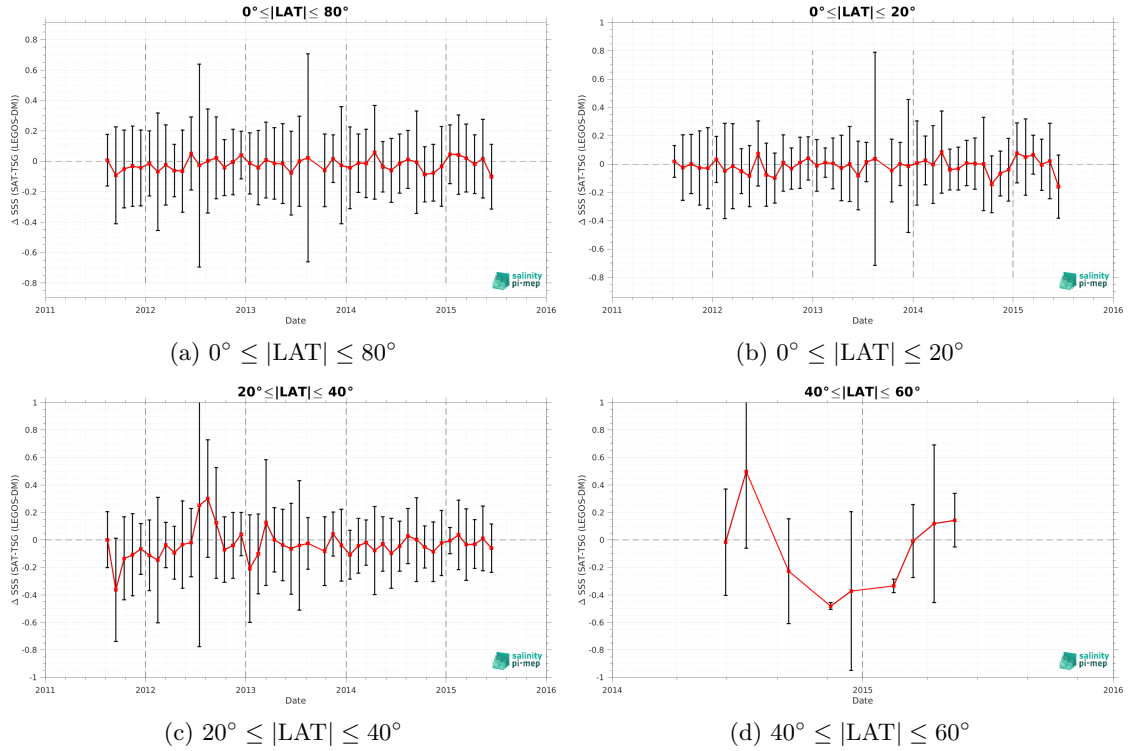 0°≤|LAT|≤ 80°
Δ SSS (SAT-TSG (LEGOS-DM))
1
0.8
0.6
0.4
0.2
0
-0.2
-0.4
-0.6
-0.8
2011 2012 2013 2014 2015 2016
Date
salinity
pi-mep
(a) 0° ≤ |LAT| ≤ 80°
0°≤|LAT|≤ 20°
Δ SSS (SAT-TSG (LEGOS-DM))
1
0.8
0.6
0.4
0.2
0
-0.2
-0.4
-0.6
-0.8
2011 2012 2013 2014 2015 2016
Date
salinity
pi-mep
(b) 0° ≤ |LAT| ≤ 20°
20°≤|LAT|≤ 40°
Δ SSS (SAT-TSG (LEGOS-DM))
1
0.8
0.6
0.4
0.2
0
-0.2
-0.4
-0.6
-0.8
-1
2011 2012 2013 2014 2015 2016
Date
salinity
pi-mep
(c) 20° ≤ |LAT| ≤ 40°
40°≤|LAT|≤ 60°
Δ SSS (SAT-TSG (LEGOS-DM))
1
0.8
0.6
0.4
0.2
0
-0.2
-0.4
-0.6
-0.8
-1
2014 2015 2016
Date
salinity
pi-mep
(d) 40° ≤ |LAT| ≤ 60°